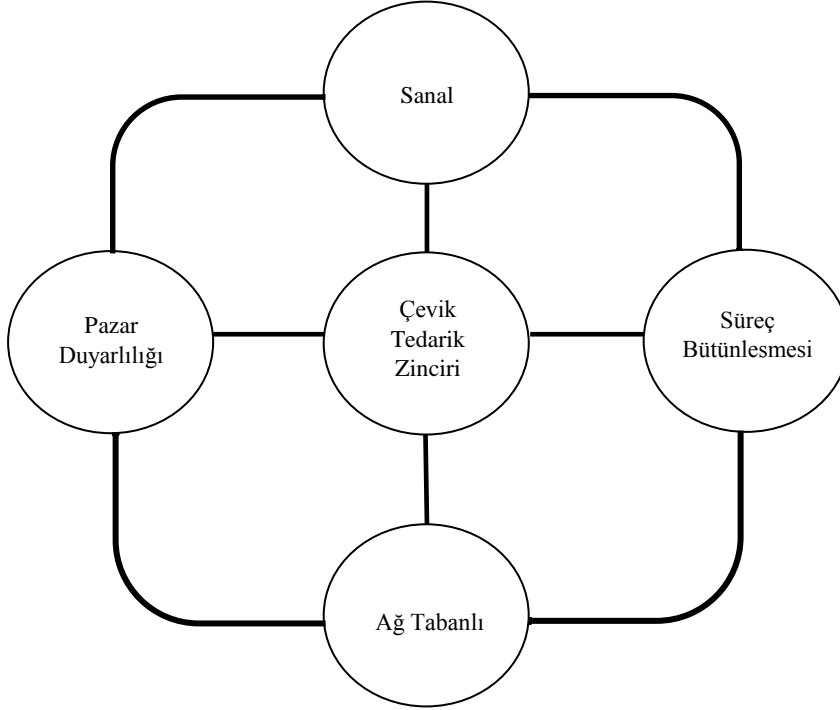 Sanal
Pazar
Duyarlılığı
Çevik
Tedarik
Zinciri
Süreç
Bütünlesmesi
Ağ Tabanlı